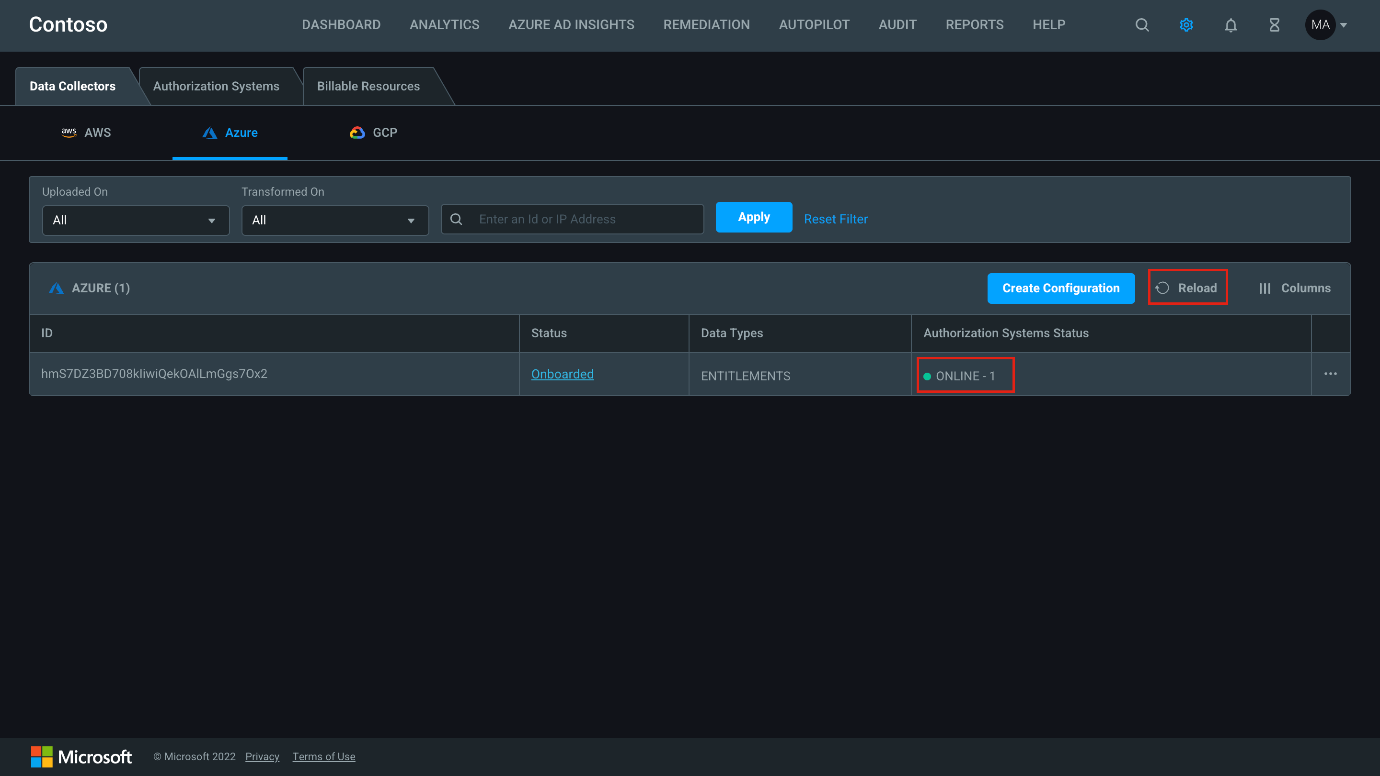 Contoso
DASHBOARD ANALYTICS AZURE AD INSIGHTS REMEDIATION AUTOPILOT AUDIT REPORTS HELP MA
Data Collectors Authorization Systems Billable Resources
aws AWS Azure GCP
Uploaded On Transformed On
All All Enter an Id or IP Address Apply Reset Filter
AZURE (1) Create Configuration Reload Columns
ID Status Data Types Authorization Systems Status
hmS7DZ3BD708kIiwiQekOAlLmGgs7Ox2 Onboarded ENTITLEMENTS ONLINE - 1
Microsoft © Microsoft 2022 Privacy Terms of Use